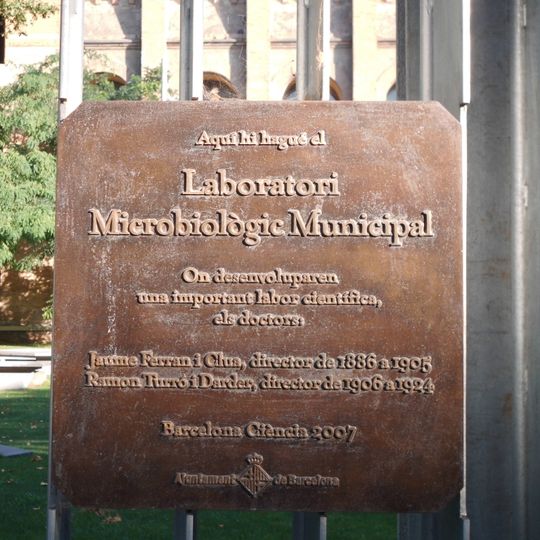 Aquí hi hagué el
Laboratori
Microbiològic Municipal
On desenvoluparen
una important labor científica,
els doctors:
Jaume Ferran i Clua, director de 1886 a 1905
Ramon Turró i Darder, director de 1906 a 1924
Barcelona Ciència 2007
Ajuntament de Barcelona